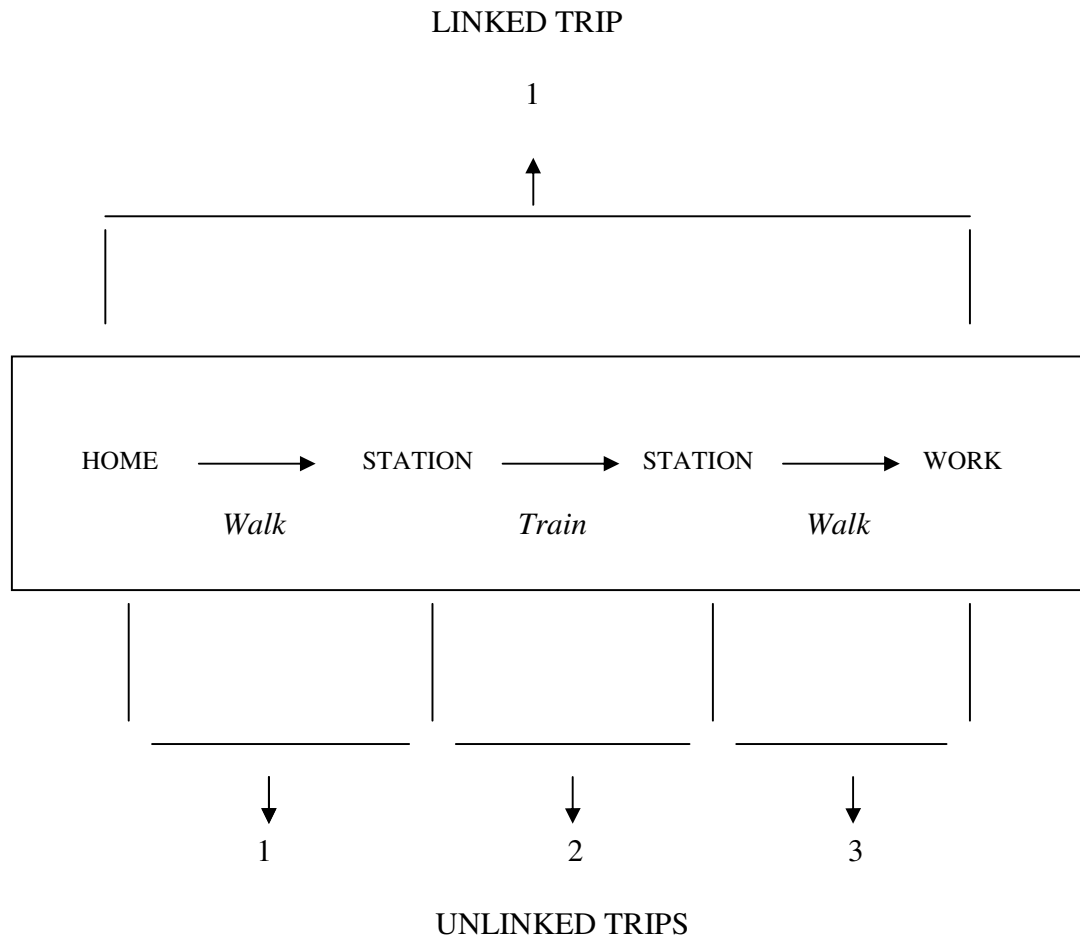 LINKED TRIP
1
HOME STATION STATION WORK
Walk Train Walk
1 2 3
UNLINKED TRIPS